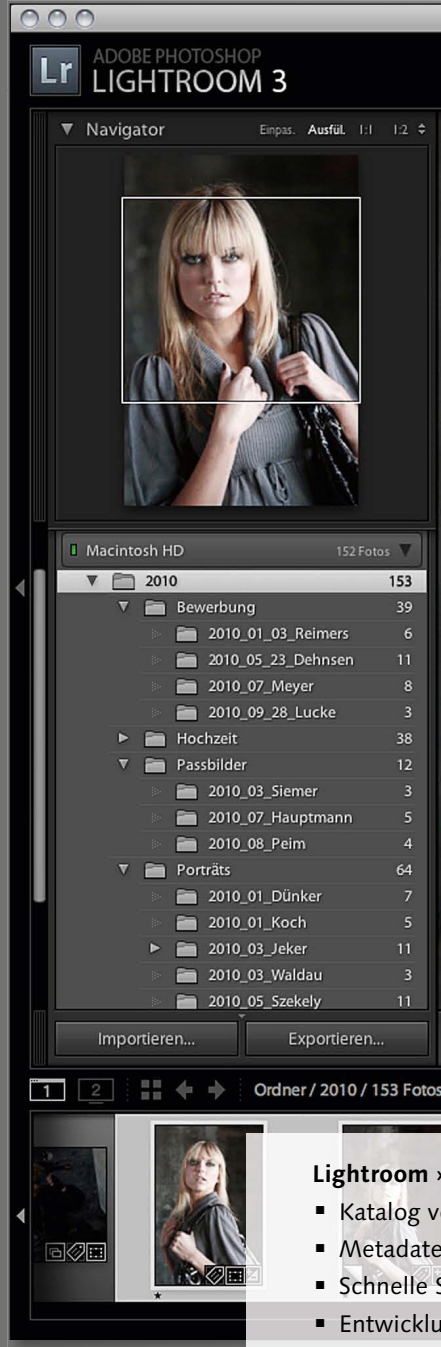 Lr
ADOBE PHOTOSHOP
LIGHTROOM 3
Navigator Einpas. Ausfül. 1:1 1:2
Macintosh HD 152 Fotos
2010 153
Bewerbung 39
2010_01_03_Reimers 6
2010_05_23_Dehnsen 11
2010_07_Meyer 8
2010_09_28_Lucke 3
Hochzeit 38
Passbilder 12
2010_03_Siemer 3
2010_07_Hauptmann 5
2010_08_Peim 4
Porträts 64
2010_01_Dünker 7
2010_01_Koch 5
2010_03_Jeker 11
2010_03_Waldau 3
2010_05_Szekely 11
Importieren... Exportieren...
1 2 Ordner / 2010 / 153 Fotos
Lightroom
▪ Katalog
▪ Metadate
▪ Schnelle S
▪ Entwicklu